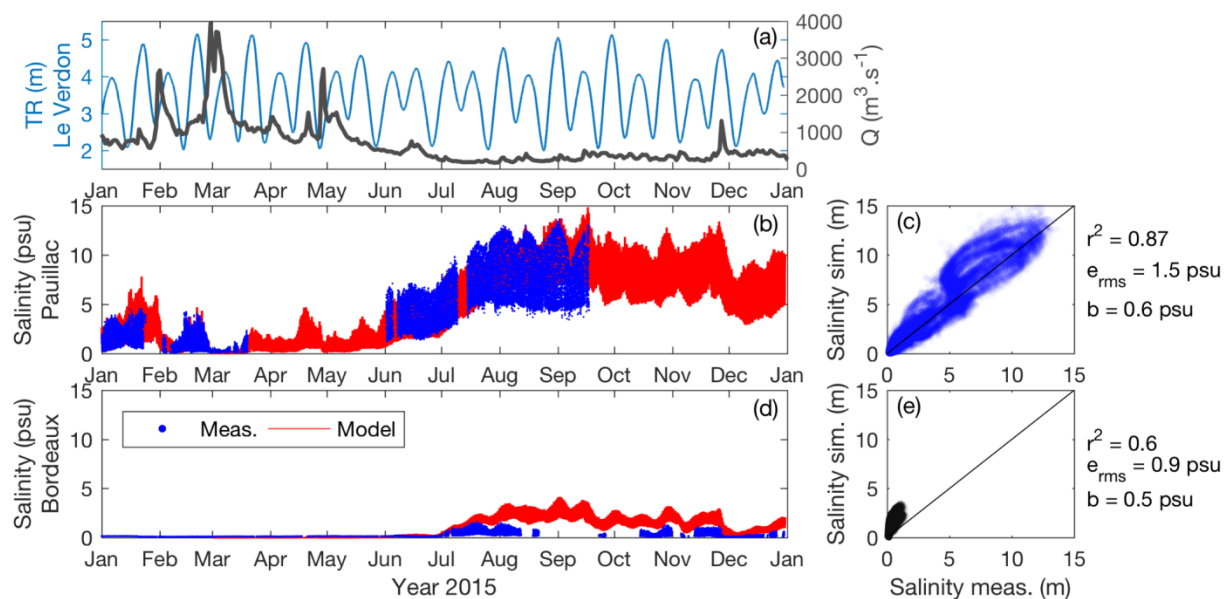 (a)
TR (m)
Le Verdon
5
4
3
2
4000
3000
2000
1000
0
Q (m³.s⁻¹)
Jan Feb Mar Apr May Jun Jul Aug Sep Oct Nov Dec Jan
(b)
Salinity (psu)
Pauillac
15
10
5
0
Jan Feb Mar Apr May Jun Jul Aug Sep Oct Nov Dec Jan
(c)
Salinity sim. (m)
15
10
5
0
5 10 15
r² = 0.87
e_rms = 1.5 psu
b = 0.6 psu
(d)
Salinity (psu)
Bordeaux
15
10
5
0
Meas. Model
Jan Feb Mar Apr May Jun Jul Aug Sep Oct Nov Dec Jan
Year 2015
(e)
Salinity sim. (m)
15
10
5
0
5 10 15
Salinity meas. (m)
r² = 0.6
e_rms = 0.9 psu
b = 0.5 psu